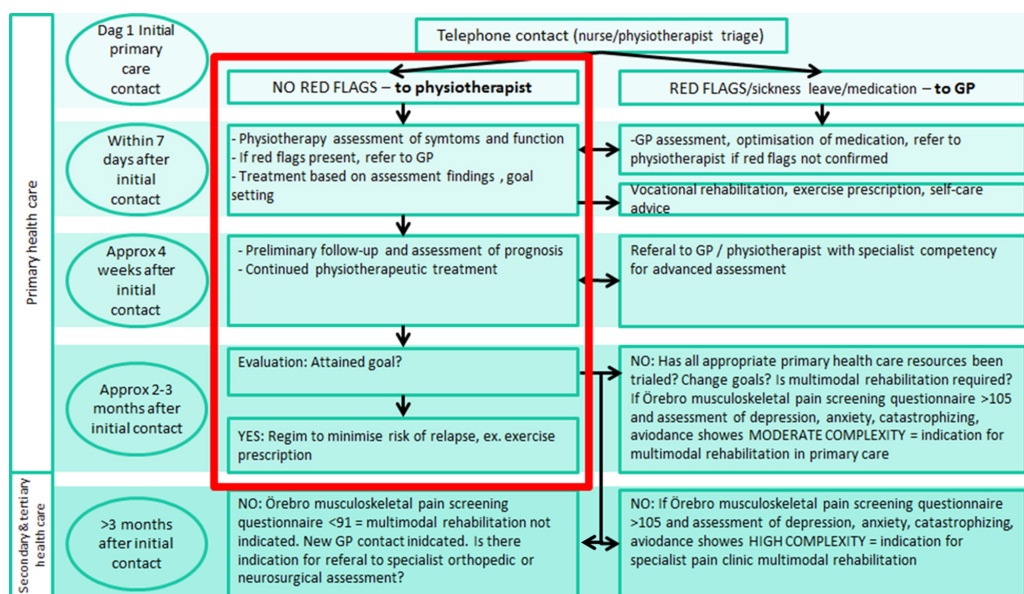 Primary health care
Secondary & tertiary
health care
Dag 1 Initial
primary
care
contact
Telephone contact (nurse/physiotherapist triage)
NO RED FLAGS – to physiotherapist
RED FLAGS/sickness leave/medication – to GP
Within 7
days after
initial
contact
- Physiotherapy assessment of symtoms and function
- If red flags present, refer to GP
- Treatment based on assessment findings , goal
setting
-GP assessment, optimisation of medication, refer to
physiotherapist if red flags not confirmed
Vocational rehabilitation, exercise prescription, self-care
advice
Approx 4
weeks after
initial
contact
- Preliminary follow-up and assessment of prognosis
- Continued physiotherapeutic treatment
Referal to GP / physiotherapist with specialist competency
for advanced assessment
Approx 2-3
months after
initial contact
Evaluation: Attained goal?
YES: Regim to minimise risk of relapse, ex. exercise
prescription
NO: Has all appropriate primary health care resources been
trialed? Change goals? Is multimodal rehabilitation required?
If Örebro musculoskeletal pain screening questionnaire >105
and assessment of depression, anxiety, catastrophizing,
aviodance showes MODERATE COMPLEXITY = indication for
multimodal rehabilitation in primary care
>3 months
after initial
contact
NO: Örebro musculoskeletal pain screening
questionnaire <91 = multimodal rehabilitation not
indicated. New GP contact inidcated. Is there
indication for referal to specialist orthopedic or
neurosurgical assessment?
NO: If Örebro musculoskeletal pain screening questionnaire
>105 and assessment of depression, anxiety, catastrophizing,
aviodance showes HIGH COMPLEXITY = indication for
specialist pain clinic multimodal rehabilitation